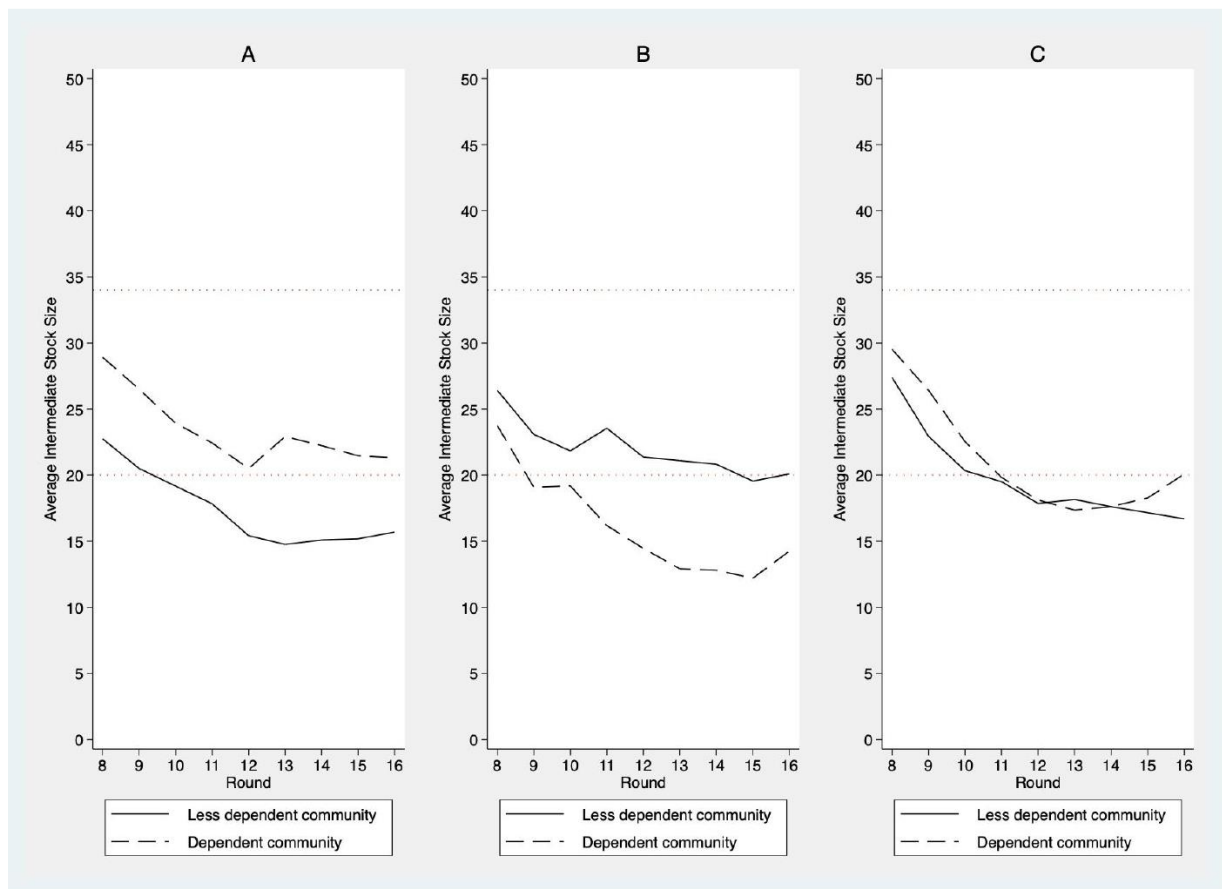 A
50
45
40
35
30
25
20
15
10
5
0
Average Intermediate Stock Size
8 9 10 11 12 13 14 15 16
Round
Less dependent community
Dependent community
B
50
45
40
35
30
25
20
15
10
5
0
Average Intermediate Stock Size
8 9 10 11 12 13 14 15 16
Round
Less dependent community
Dependent community
C
50
45
40
35
30
25
20
15
10
5
0
Average Intermediate Stock Size
8 9 10 11 12 13 14 15 16
Round
Less dependent community
Dependent community